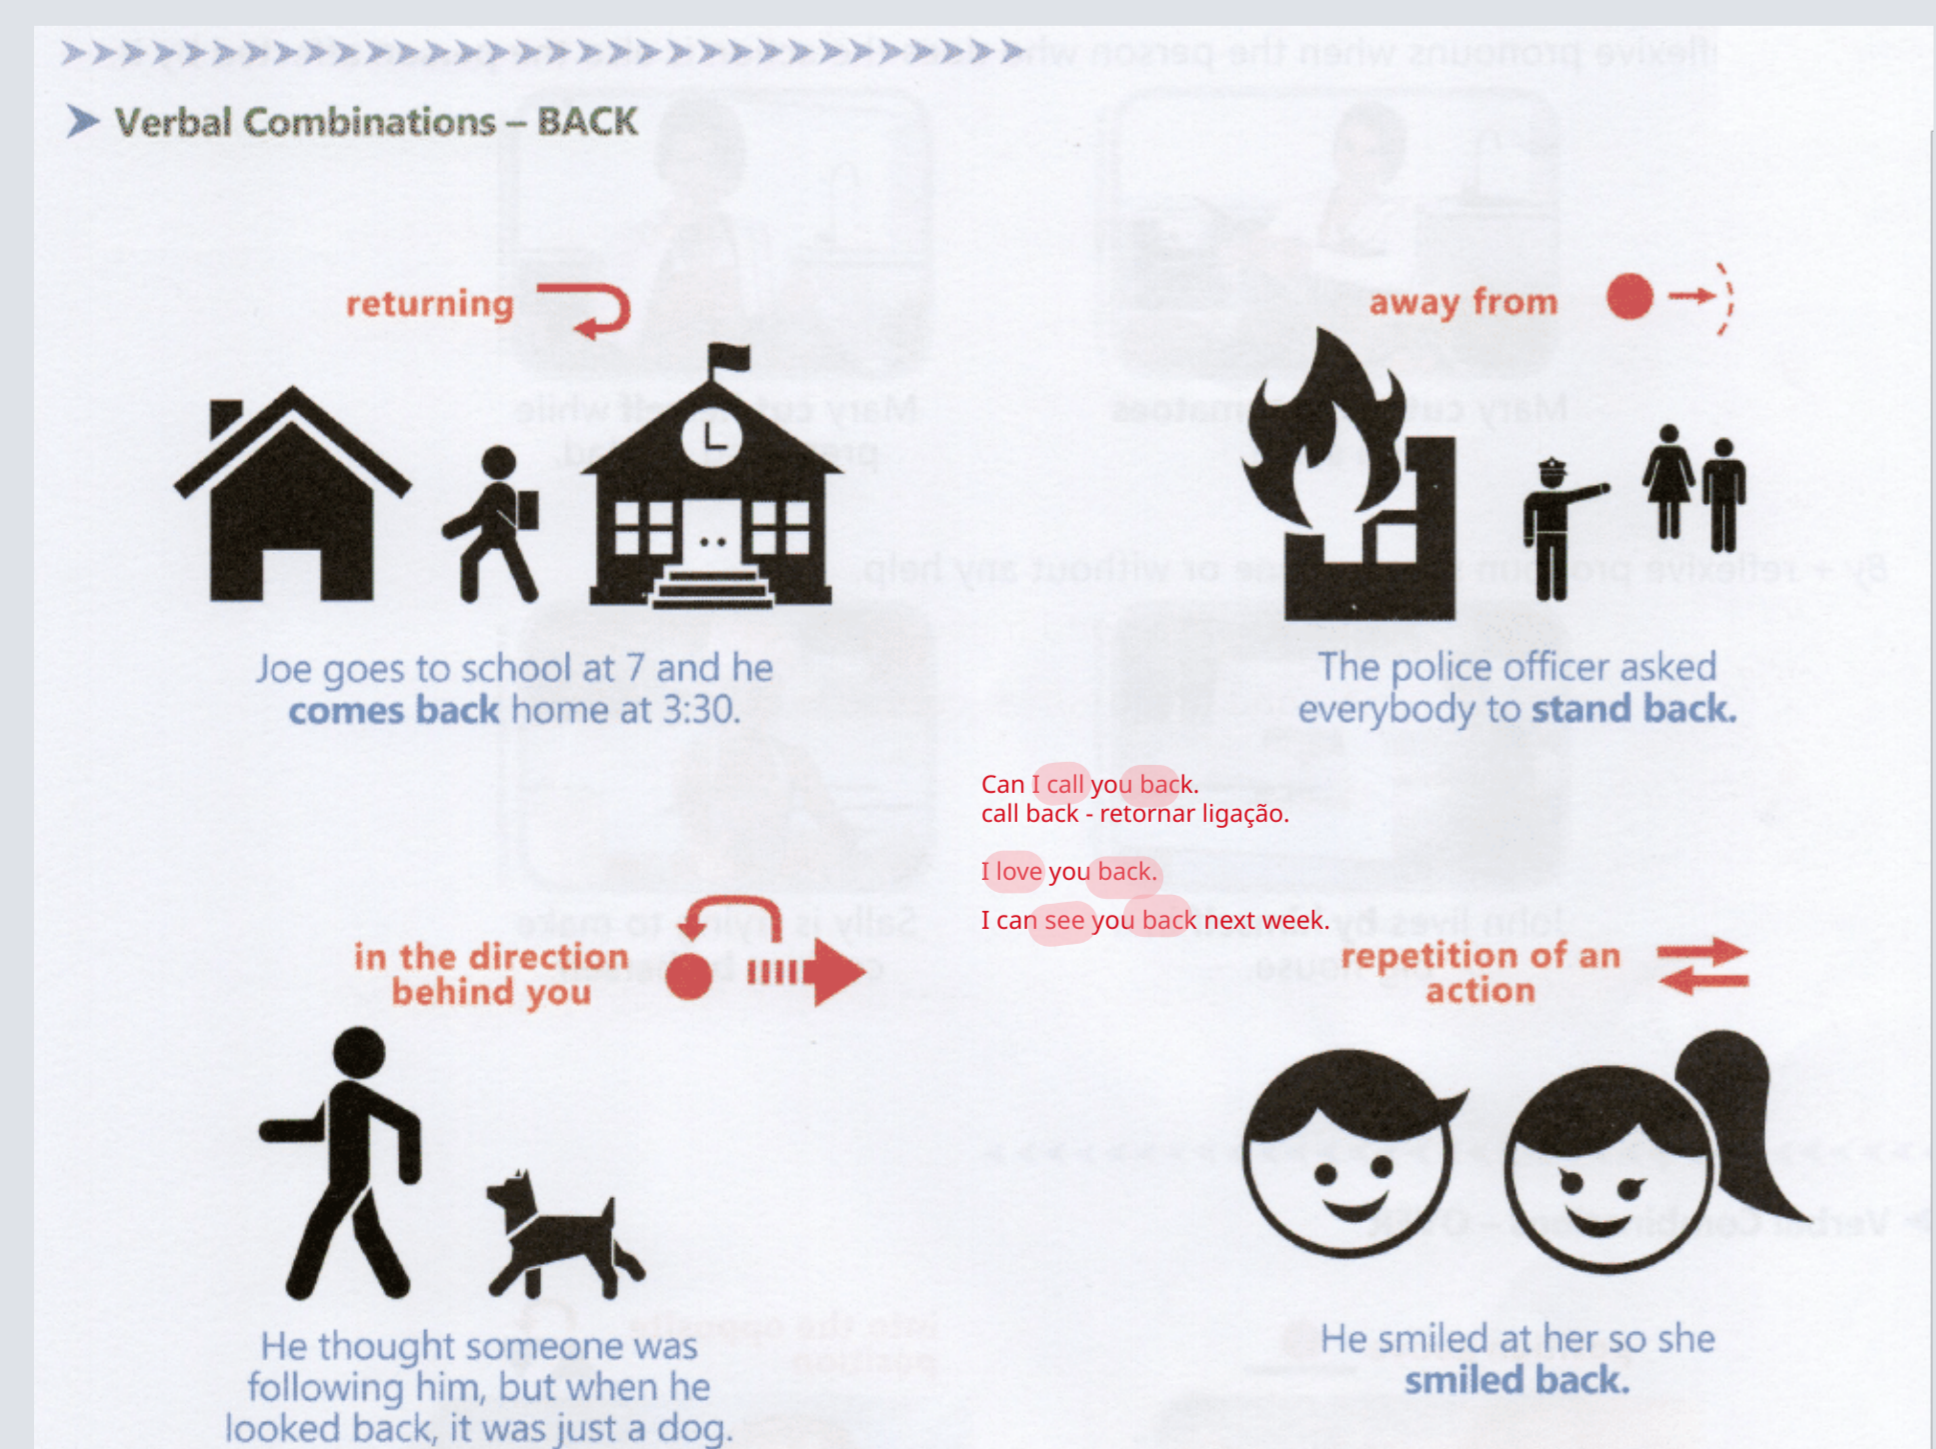 Verbal Combinations – BACK
returning
away from
Joe goes to school at 7 and he
comes back home at 3:30.
The police officer asked
everybody to stand back.
Can I call you back.
call back - retornar ligação.
I love you back.
I can see you back next week.
in the direction
behind you
repetition of an
action
He thought someone was
following him, but when he
looked back, it was just a dog.
He smiled at her so she
smiled back.